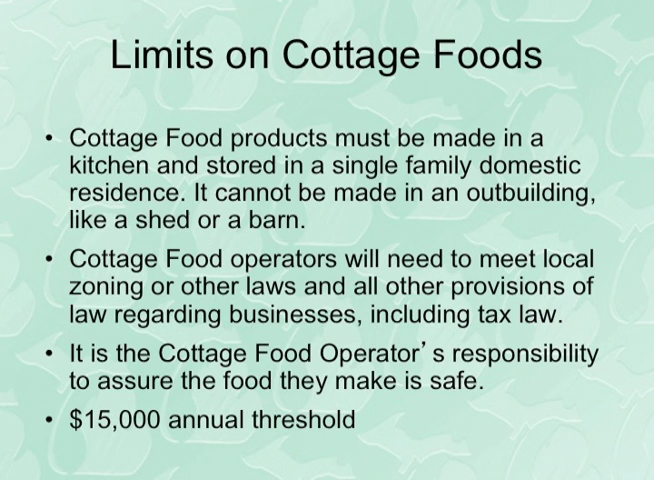 Limits on Cottage Foods
• Cottage Food products must be made in a
kitchen and stored in a single family domestic
residence. It cannot be made in an outbuilding,
like a shed or a barn.
• Cottage Food operators will need to meet local
zoning or other laws and all other provisions of
law regarding businesses, including tax law.
• It is the Cottage Food Operator’ s responsibility
to assure the food they make is safe.
• $15,000 annual threshold